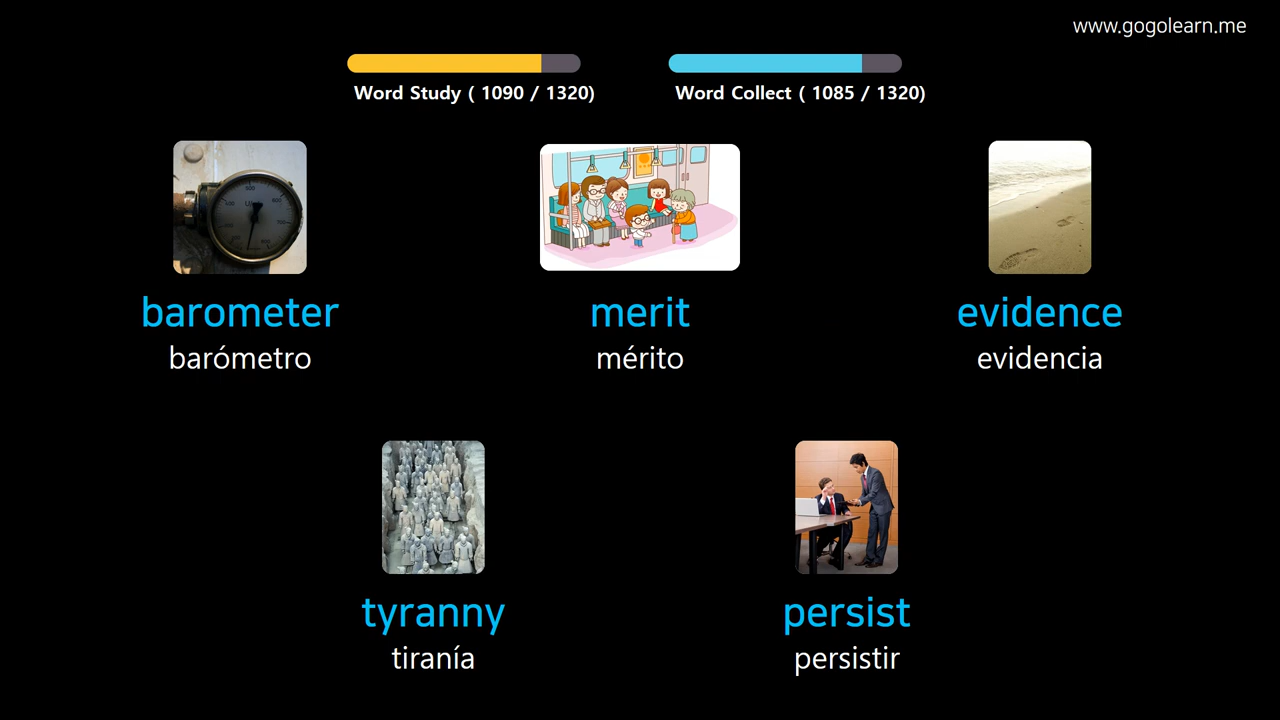 www.gogolearn.me
Word Study ( 1090 / 1320)
Word Collect ( 1085 / 1320)
barometer
barómetro
merit
mérito
evidence
evidencia
tyranny
tiranía
persist
persistir